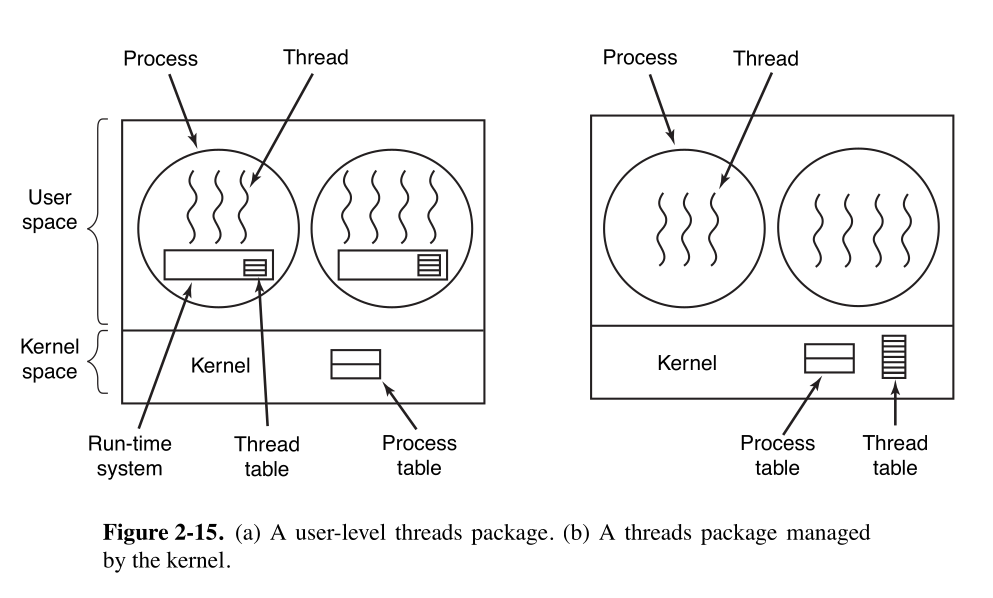 Process
Thread
Process
Thread
User
space
Kernel
space
Kernel
Kernel
Run-time
system
Thread
table
Process
table
Process
table
Thread
table
Figure 2-15. (a) A user-level threads package. (b) A threads package managed
by the kernel.